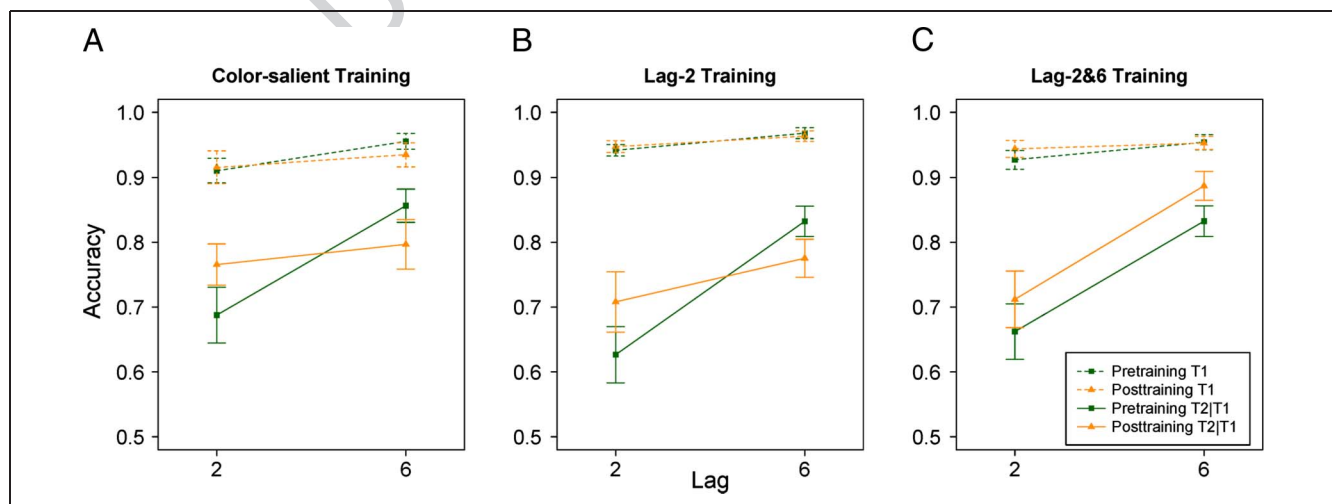 A
B
C
Color-salient Training
Lag-2 Training
Lag-2&6 Training
Accuracy
1.0
0.9
0.8
0.7
0.6
0.5
2
6
1.0
0.9
0.8
0.7
0.6
0.5
2
6
1.0
0.9
0.8
0.7
0.6
0.5
2
6
Lag
Pretraining T1
Posttraining T1
Pretraining T2|T1
Posttraining T2|T1